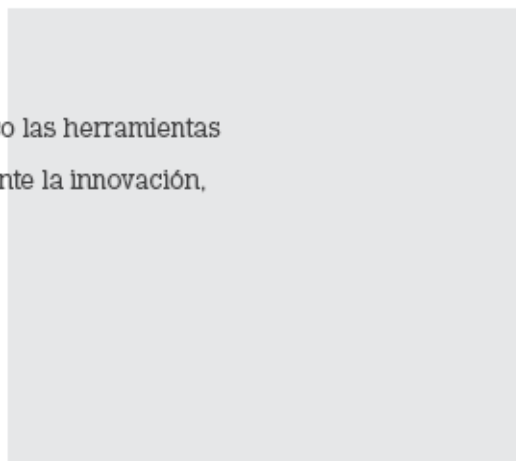 o las herramientas
nte la innovación,